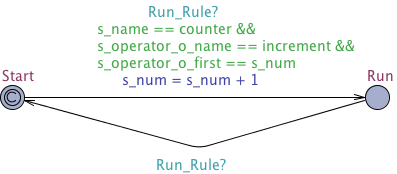 Run_Rule?
s_name == counter &&
s_operator_o_name == increment &&
s_operator_o_first == s_num
s_num = s_num + 1
Start
Run
C
Run_Rule?